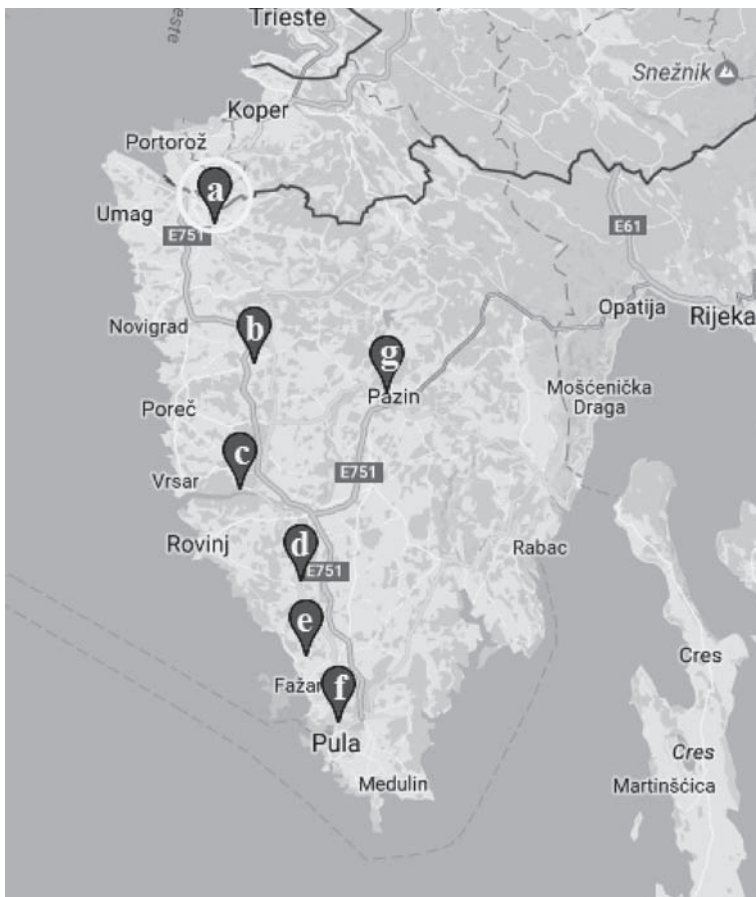 Trieste
Trieste
Snežnik
Koper
Portorož
a
Umag
E751
E61
Opatija
Rijeka
Novigrad
b
g
Pazin
Mošćenička
Draga
Poreč
c
E751
Vrsar
Rovinj
d
E751
Rabac
e
Cres
Fažan
f
Pula
Cres
Medulin
Martinšćica